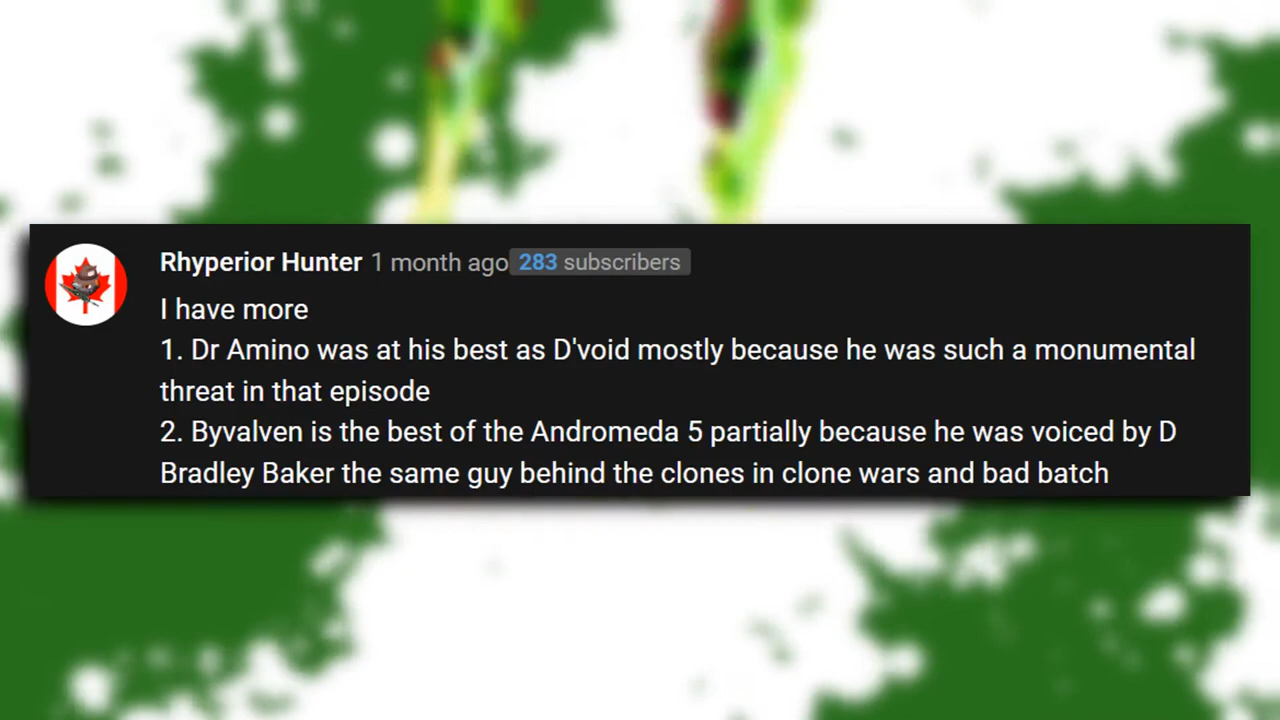 Rhyperior Hunter 1 month ago 283 subscribers
I have more
1. Dr Amino was at his best as D'void mostly because he was such a monumental
threat in that episode
2. Byvalven is the best of the Andromeda 5 partially because he was voiced by D
Bradley Baker the same guy behind the clones in clone wars and bad batch